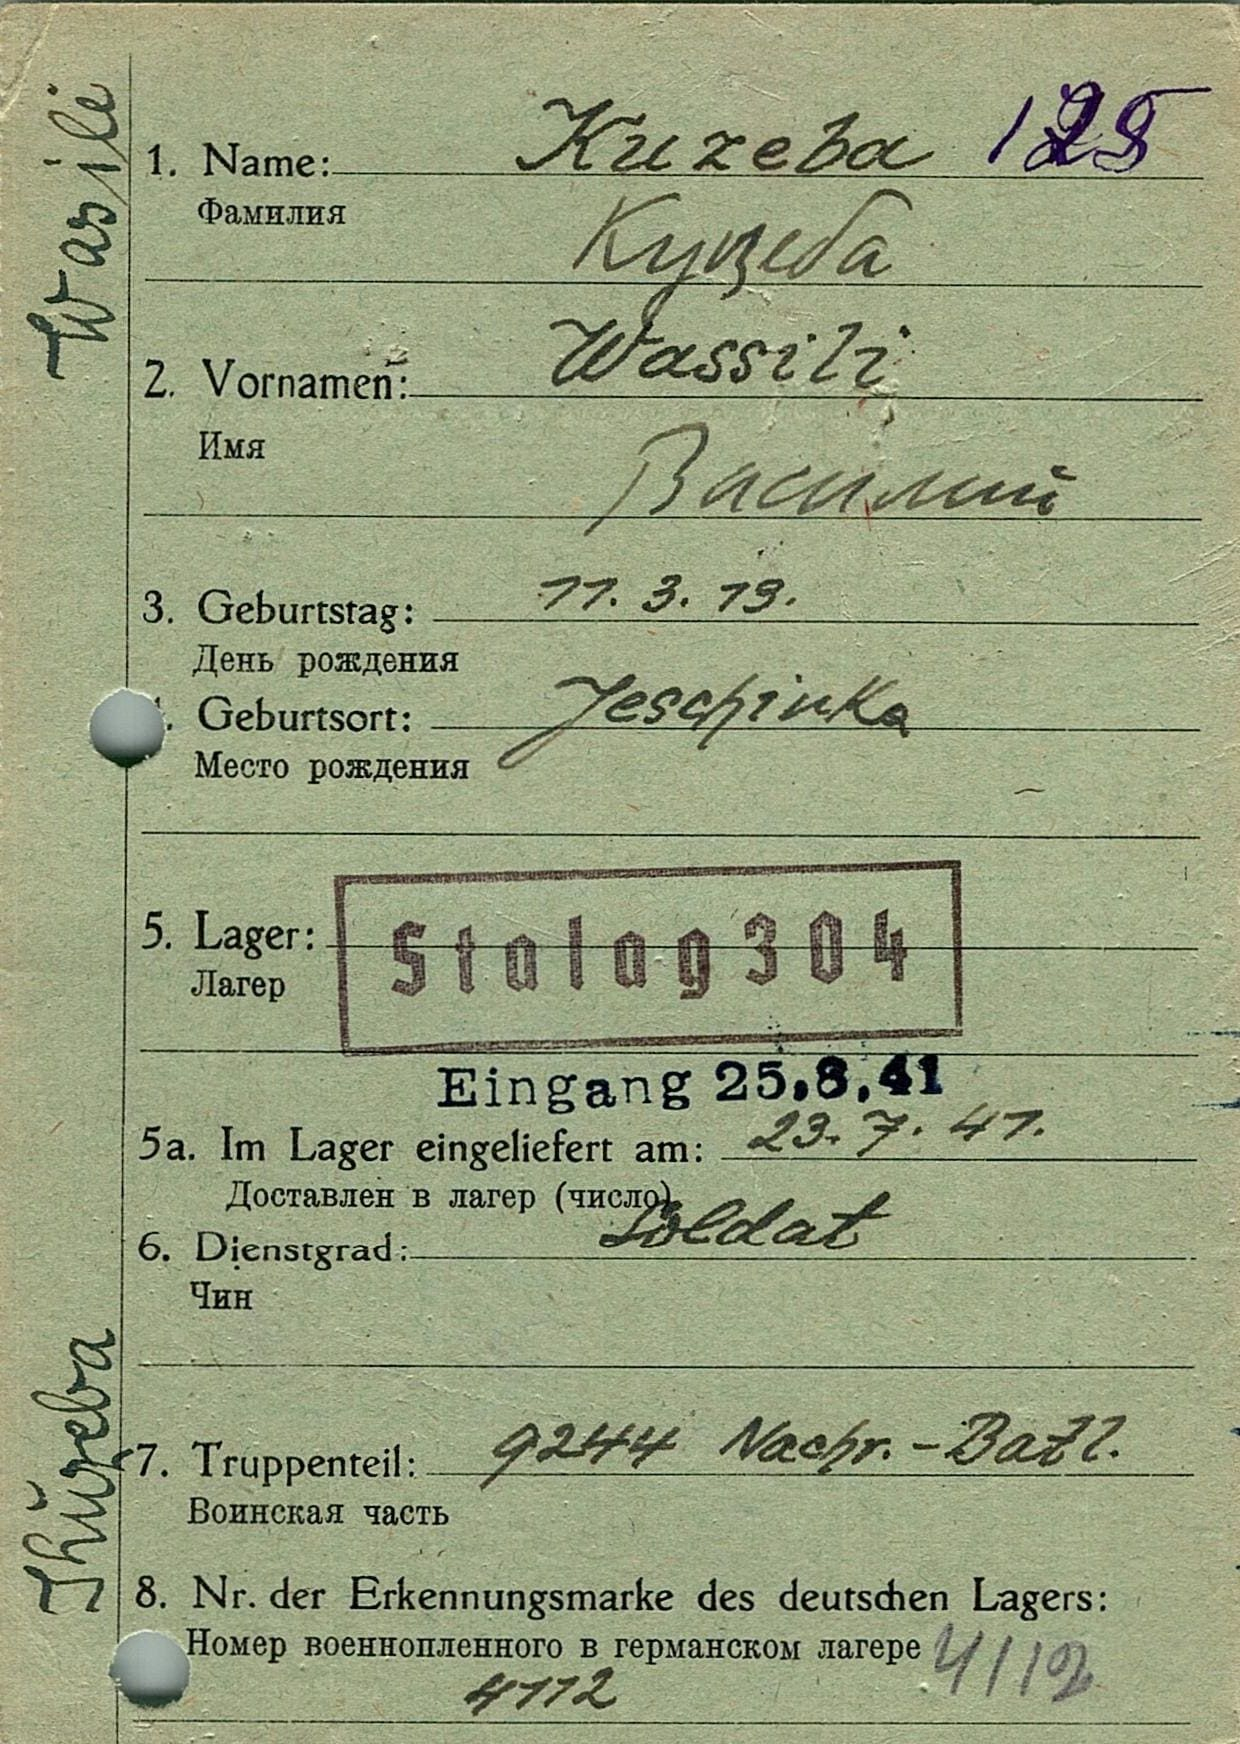 Wasili
1. Name: Kuzeba 125
Фамилия
Куцеба
2. Vornamen: Wassili
Имя
Василий
3. Geburtstag: 11. 3. 19.
День рождения
. Geburtsort: Jeschinka
Место рождения
5. Lager: Stalag 304
Лагер
Eingang 25.8.41
5a. Im Lager eingeliefert am: 23. 7. 41.
Доставлен в лагер (число)
6. Dienstgrad: Soldat
Чин
7. Truppenteil: 9244 Nachr.-Batl.
Воинская часть
8. Nr. der Erkennungsmarke des deutschen Lagers:
Номер военнопленного в германском лагере 4112
4112